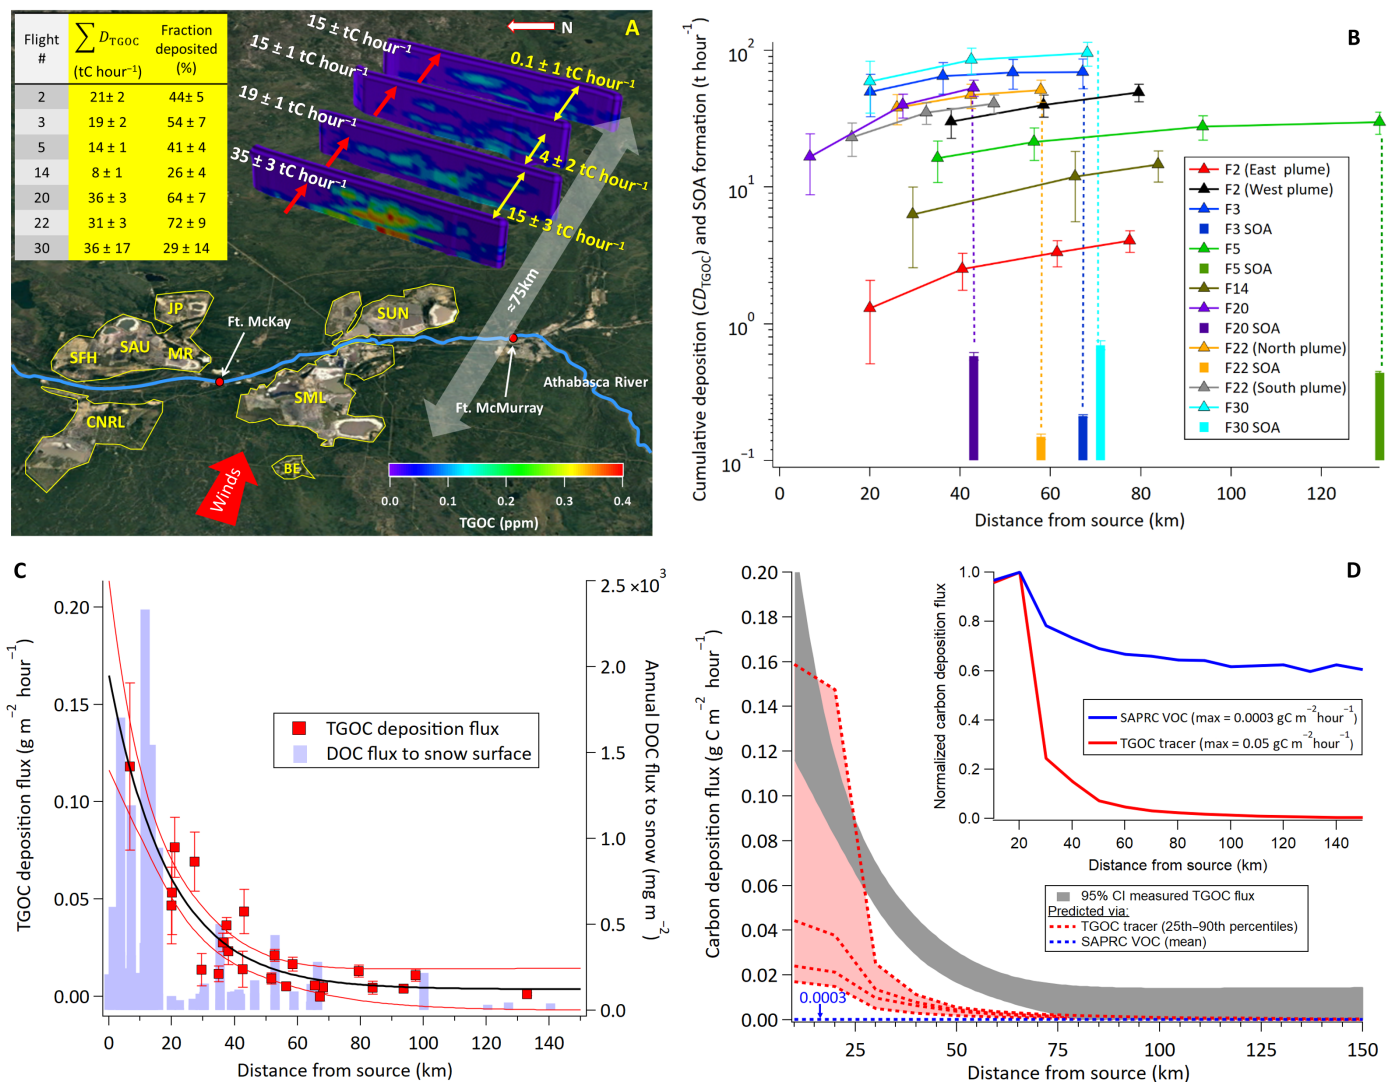 A
Flight #
∑ D_TGOC (tC hour⁻¹)
Fraction deposited (%)
2 21± 2 44± 5
3 19 ± 2 54 ± 7
5 14 ± 1 41 ± 4
14 8 ± 1 26 ± 4
20 36 ± 3 64 ± 7
22 31 ± 3 72 ± 9
30 36 ± 17 29 ± 14
N
15 ± tC hour⁻¹
15 ± 1 tC hour⁻¹
19 ± 1 tC hour⁻¹
35 ± 3 tC hour⁻¹
0.1 ± 1 tC hour⁻¹
4 ± 2 tC hour⁻¹
15 ± 3 tC hour⁻¹
≈75km
JP
Ft. McKay
SUN
SFH
SAU
MR
SML
CNRL
BE
Athabasca River
Ft. McMurray
Winds
0.0 0.1 0.2 0.3 0.4
TGOC (ppm)
B
Cumulative deposition (CD_TGOC) and SOA formation (t hour⁻¹)
10²
10¹
10⁰
10⁻¹
0 20 40 60 80 100 120
Distance from source (km)
F2 (East plume)
F2 (West plume)
F3
F3 SOA
F5
F5 SOA
F14
F20
F20 SOA
F22 (North plume)
F22 SOA
F22 (South plume)
F30
F30 SOA
C
TGOC deposition flux (g m⁻² hour⁻¹)
0.20
0.15
0.10
0.05
0.00
0 20 40 60 80 100 120 140
Distance from source (km)
2.5 ×10³
2.0
1.5
1.0
0.5
0.0
Annual DOC flux to snow (mg m⁻²)
TGOC deposition flux
DOC flux to snow surface
D
Carbon deposition flux (g C m⁻² hour⁻¹)
0.20
0.18
0.16
0.14
0.12
0.10
0.08
0.06
0.04
0.02
0.00
0.0003
25 50 75 100 125 150
Distance from source (km)
Normalized carbon deposition flux
1.0
0.8
0.6
0.4
0.2
0.0
20 40 60 80 100 120 140
Distance from source (km)
SAPRC VOC (max = 0.0003 gC m⁻²hour⁻¹)
TGOC tracer (max = 0.05 gC m⁻²hour⁻¹)
95% CI measured TGOC flux
Predicted via:
TGOC tracer (25th–90th percentiles)
SAPRC VOC (mean)